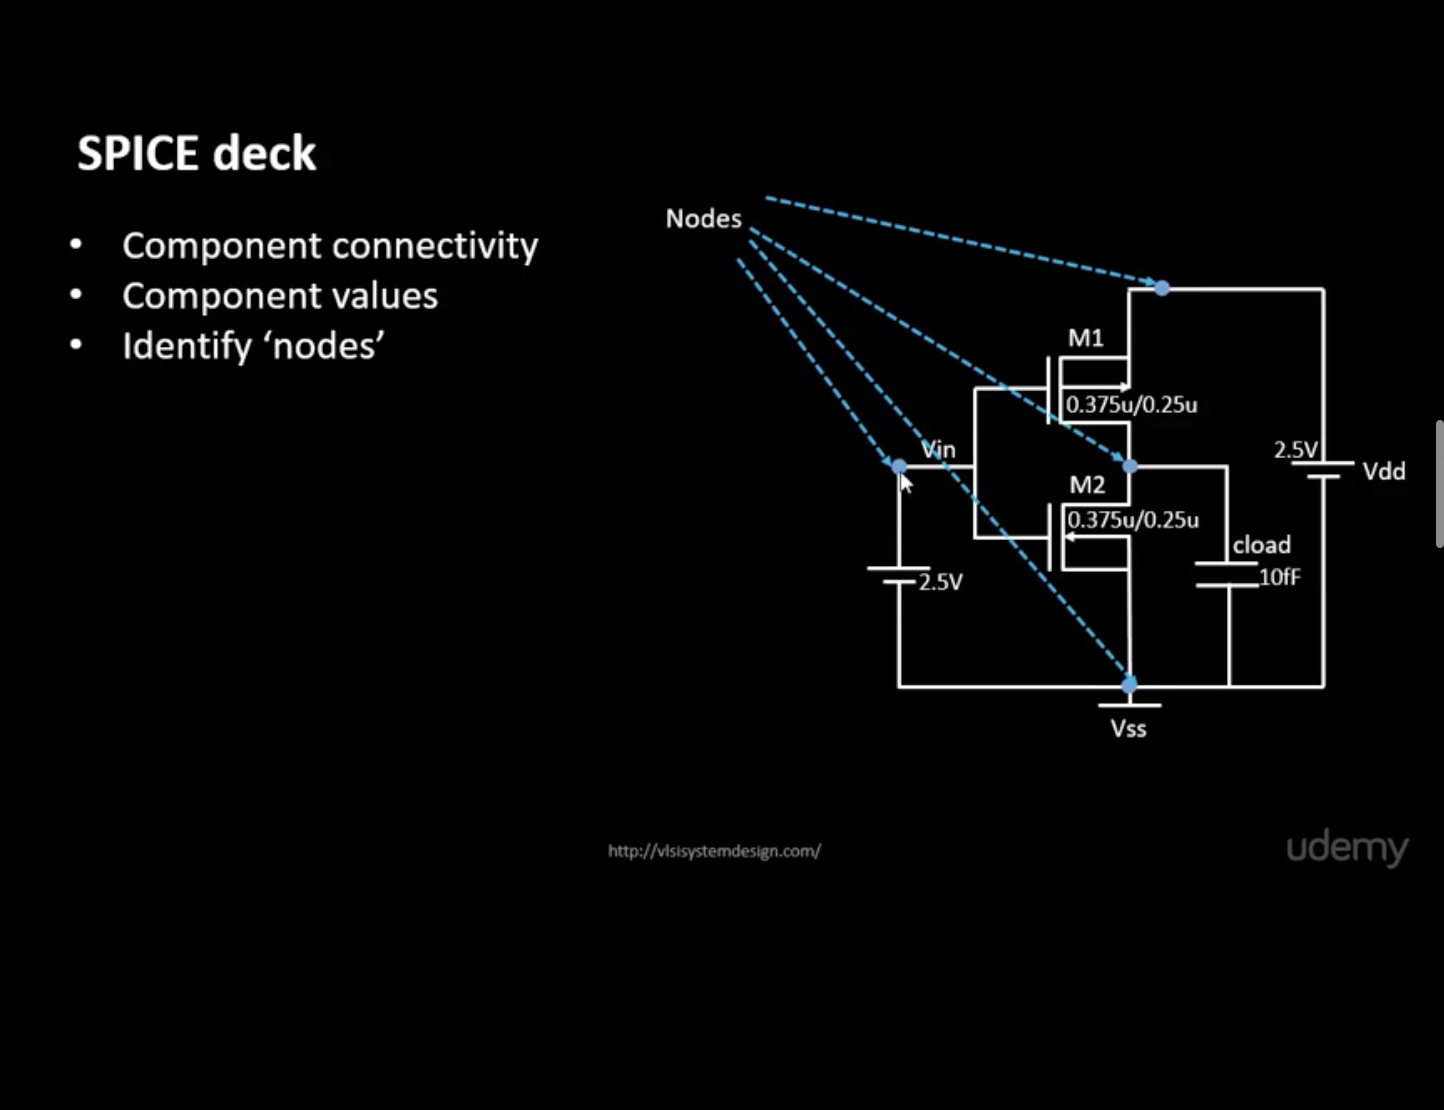 SPICE deck
• Component connectivity
• Component values
• Identify ‘nodes’
Nodes
M1
0.375u/0.25u
Vin
2.5V
Vdd
M2
0.375u/0.25u
cload
10fF
2.5V
Vss
http://vlsisystemdesign.com/
udemy